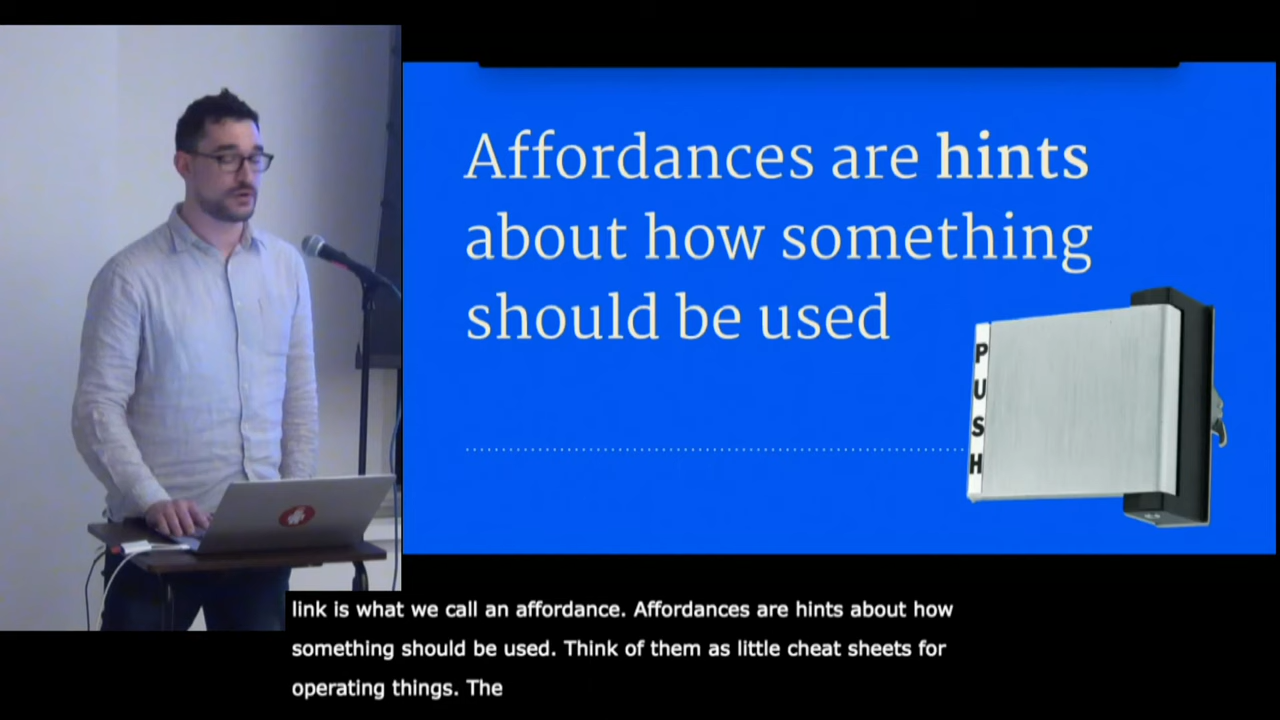 Affordances are hints
about how something
should be used
PUSH
link is what we call an affordance. Affordances are hints about how
something should be used. Think of them as little cheat sheets for
operating things. The